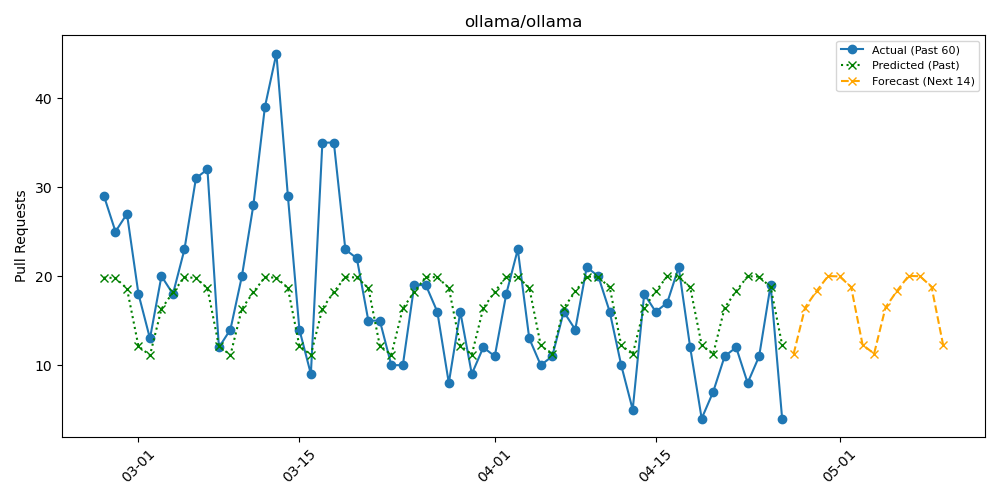 ollama/ollama
Actual (Past 60)
Predicted (Past)
Forecast (Next 14)
Pull Requests
40
30
20
10
03-01
03-15
04-01
04-15
05-01